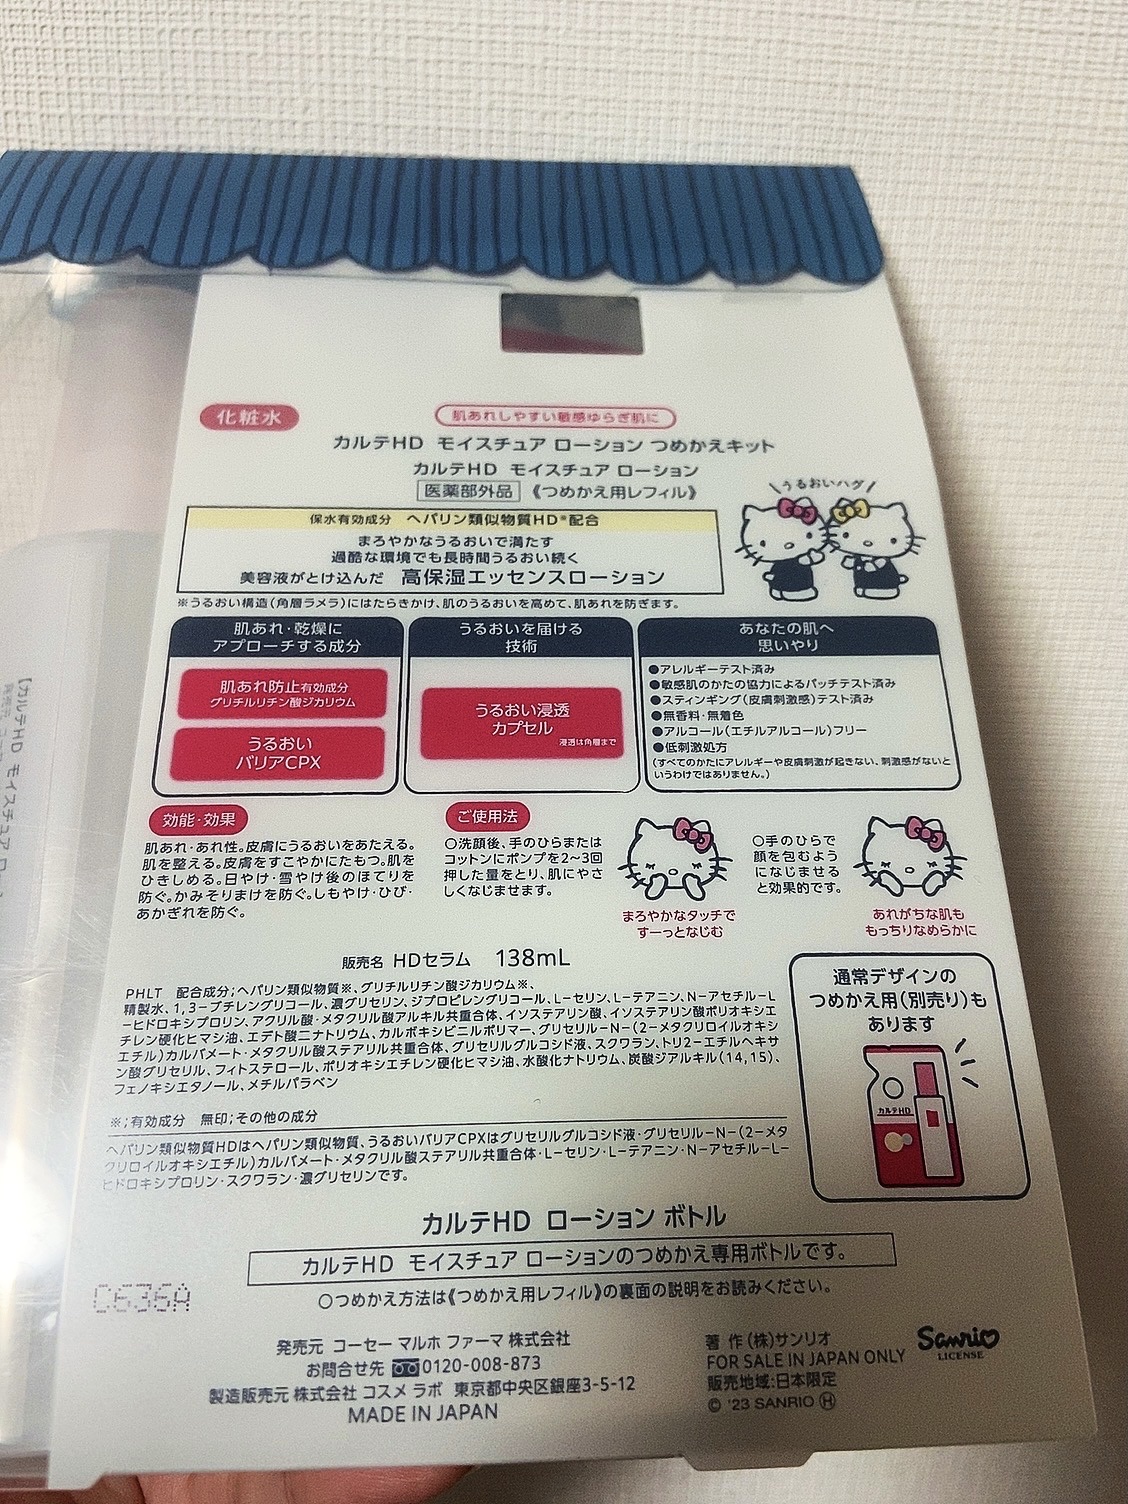 化粧水
肌あれしやすい敏感ゆらぎ肌に
カルテHD モイスチュア ローション つめかえキット
カルテHD モイスチュア ローション
医薬部外品 《つめかえ用レフィル》
\うるおいハグ/
保水有効成分 ヘパリン類似物質HD*配合
まろやかなうるおいで満たす
過酷な環境でも長時間うるおい続く
美容液がとけ込んだ 高保湿エッセンスローション
※うるおい構造(角層ラメラ)にはたらきかけ、肌のうるおいを高めて、肌あれを防ぎます。
肌あれ・乾燥に
アプローチする成分
肌あれ防止有効成分
グリチルリチン酸ジカリウム
うるおい
バリアCPX
うるおいを届ける
技術
うるおい浸透
カプセル
浸透は角層まで
あなたの肌へ
思いやり
●アレルギーテスト済み
●敏感肌のかたの協力によるパッチテスト済み
●スティンギング(皮膚刺激感)テスト済み
●無香料・無着色
●アルコール(エチルアルコール)フリー
●低刺激処方
(すべてのかたにアレルギーや皮膚刺激が起きない、刺激感がないと
いうわけではありません。)
効能・効果
肌あれ・あれ性。皮膚にうるおいをあたえる。
肌を整える。皮膚をすこやかにたもつ。肌を
ひきしめる。日やけ・雪やけ後のほてりを
防ぐ。かみそりまけを防ぐ。しもやけ・ひび・
あかぎれを防ぐ。
ご使用法
○洗顔後、手のひらまたは
コットンにポンプを2~3回
押した量をとり、肌にやさ
しくなじませます。
まろやかなタッチで
すーっとなじむ
○手のひらで
顔を包むよう
になじませる
と効果的です。
あれがちな肌も
もっちりなめらかに
販売名 HDセラム 138mL
PHLT 配合成分;ヘパリン類似物質※、グリチルリチン酸ジカリウム※、
精製水、1,3-ブチレングリコール、濃グリセリン、ジプロピレングリコール、L-セリン、L-テアニン、N-アセチル-L
-ヒドロキシプロリン、アクリル酸・メタクリル酸アルキル共重合体、イソステアリン酸、イソステアリン酸ポリオキシエ
チレン硬化ヒマシ油、エデト酸二ナトリウム、カルボキシビニルポリマー、グリセリル-N-(2-メタクリロイルオキシ
エチル)カルバメート・メタクリル酸ステアリル共重合体、グリセリルグルコシド液、スクワラン、トリ2-エチルヘキサ
ン酸グリセリル、フィトステロール、ポリオキシエチレン硬化ヒマシ油、水酸化ナトリウム、炭酸ジアルキル(14,15)、
フェノキシエタノール、メチルパラベン
※;有効成分 無印;その他の成分
ヘパリン類似物質HDはヘパリン類似物質、うるおいバリアCPXはグリセリルグルコシド液・グリセリル-N-(2-メタ
クリロイルオキシエチル)カルバメート・メタクリル酸ステアリル共重合体・L-セリン・L-テアニン・N-アセチル-L-
ヒドロキシプロリン・スクワラン・濃グリセリンです。
通常デザインの
つめかえ用(別売り)も
あります
カルテHD
カルテHD ローション ボトル
カルテHD モイスチュア ローションのつめかえ専用ボトルです。
○つめかえ方法は《つめかえ用レフィル》の裏面の説明をお読みください。
C636A
発売元 コーセー マルホ ファーマ 株式会社
お問合せ先 0120-008-873
製造販売元 株式会社 コスメ ラボ 東京都中央区銀座3-5-12
MADE IN JAPAN
著 作 (株)サンリオ
FOR SALE IN JAPAN ONLY
販売地域:日本限定
© '23 SANRIO Ⓗ
Sanrio
LICENSE
【カルテHD モイスチュア ロー